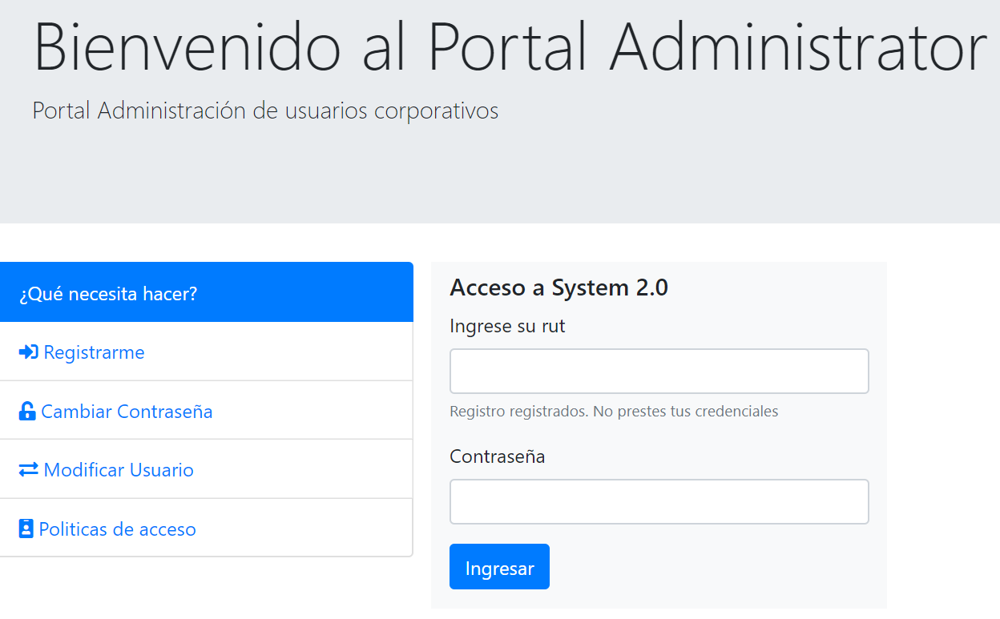 Bienvenido al Portal Administrator
Portal Administración de usuarios corporativos
¿Qué necesita hacer?
Registrarme
Cambiar Contraseña
Modificar Usuario
Politicas de acceso
Acceso a System 2.0
Ingrese su rut
Registro registrados. No prestes tus credenciales
Contraseña
Ingresar